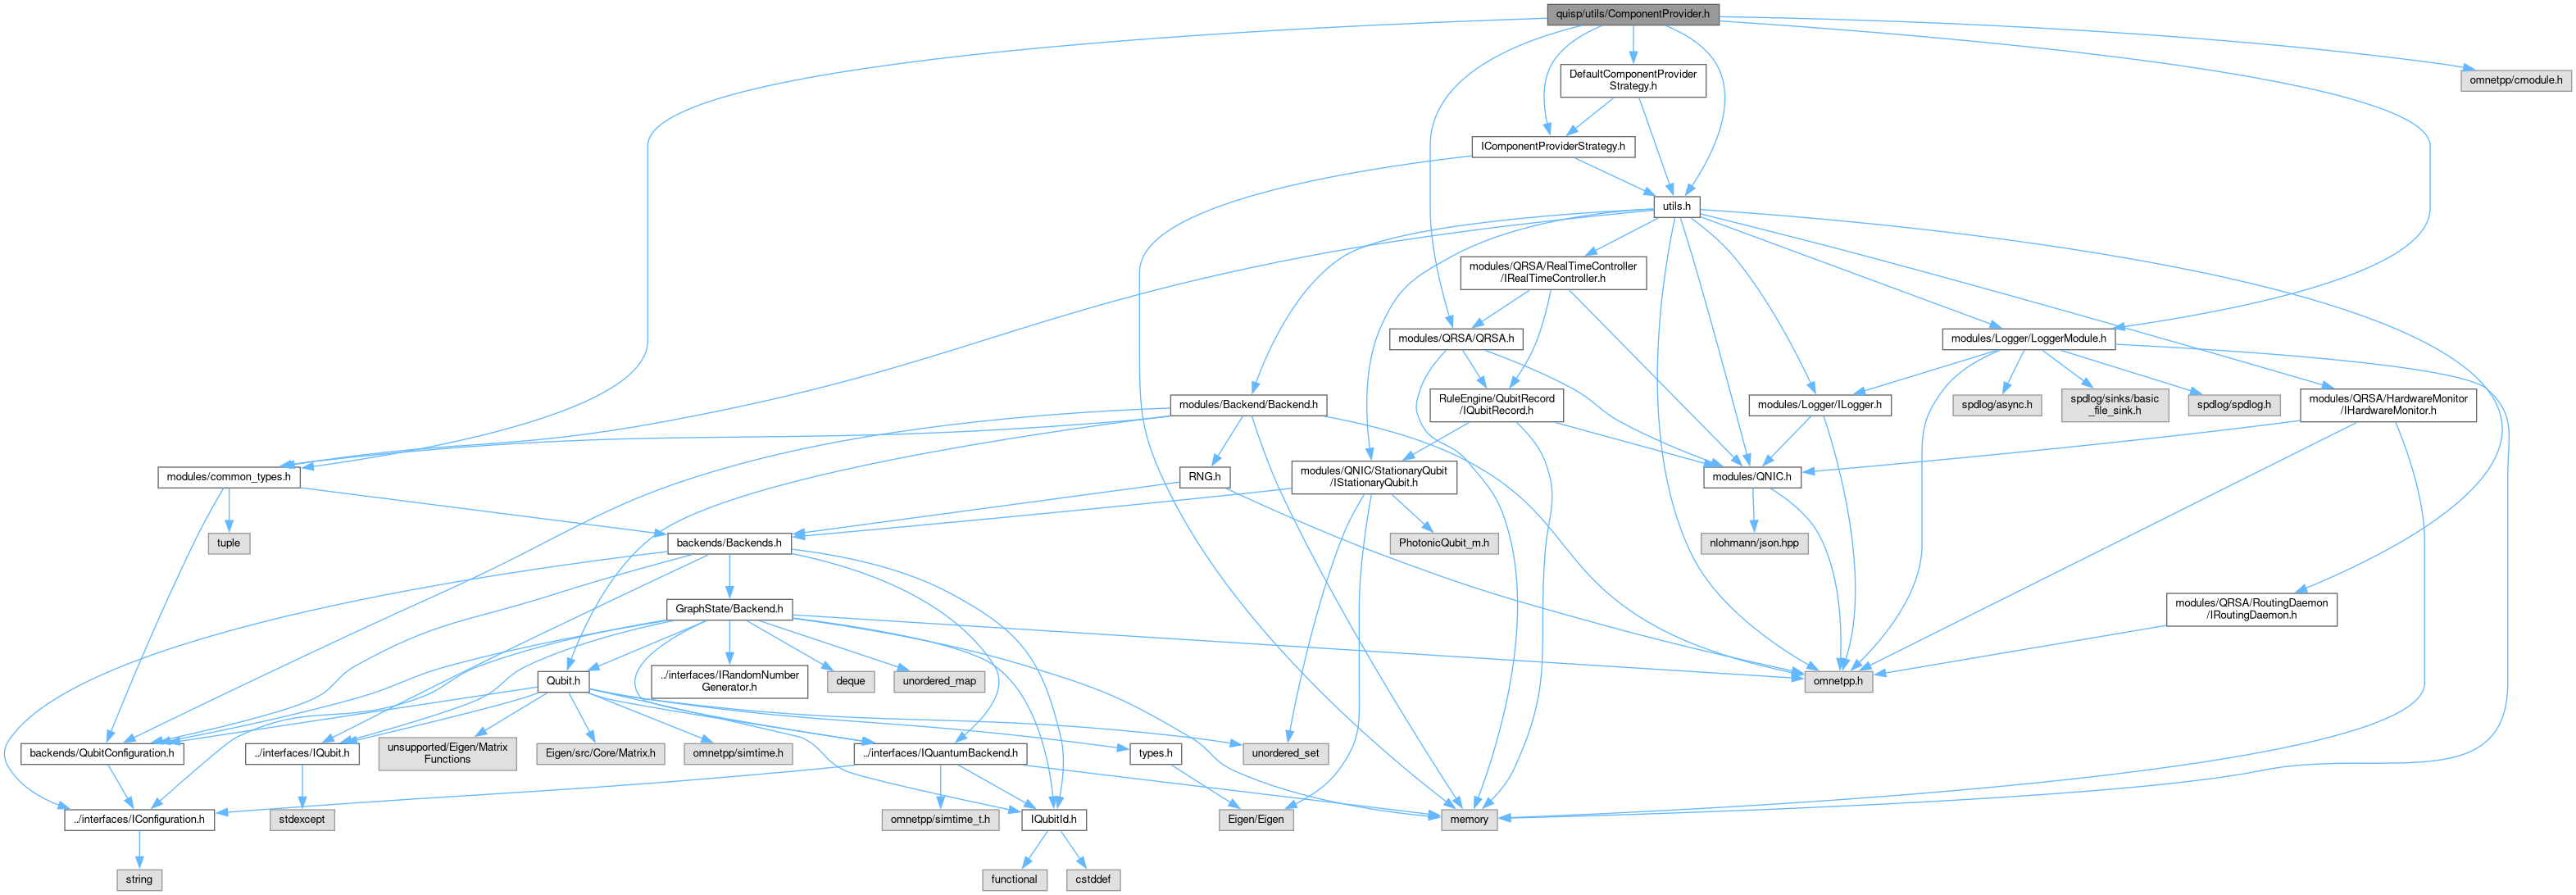 quisp/utils/ComponentProvider.h
DefaultComponentProvider
Strategy.h
omnetpp/cmodule.h
IComponentProviderStrategy.h
utils.h
modules/QRSA/RealTimeController
/IRealTimeController.h
modules/QRSA/QRSA.h
modules/Logger/LoggerModule.h
modules/Backend/Backend.h
RuleEngine/QubitRecord
/IQubitRecord.h
modules/Logger/ILogger.h
spdlog/async.h
spdlog/sinks/basic
_file_sink.h
spdlog/spdlog.h
modules/QRSA/HardwareMonitor
/IHardwareMonitor.h
modules/common_types.h
RNG.h
modules/QNIC/StationaryQubit
/IStationaryQubit.h
modules/QNIC.h
tuple
backends/Backends.h
PhotonicQubit_m.h
nlohmann/json.hpp
GraphState/Backend.h
modules/QRSA/RoutingDaemon
/IRoutingDaemon.h
Qubit.h
../interfaces/IRandomNumber
Generator.h
deque
unordered_map
omnetpp.h
backends/QubitConfiguration.h
../interfaces/IQubit.h
unsupported/Eigen/Matrix
Functions
Eigen/src/Core/Matrix.h
omnetpp/simtime.h
../interfaces/IQuantumBackend.h
types.h
unordered_set
../interfaces/IConfiguration.h
stdexcept
omnetpp/simtime_t.h
IQubitId.h
Eigen/Eigen
memory
string
functional
cstddef